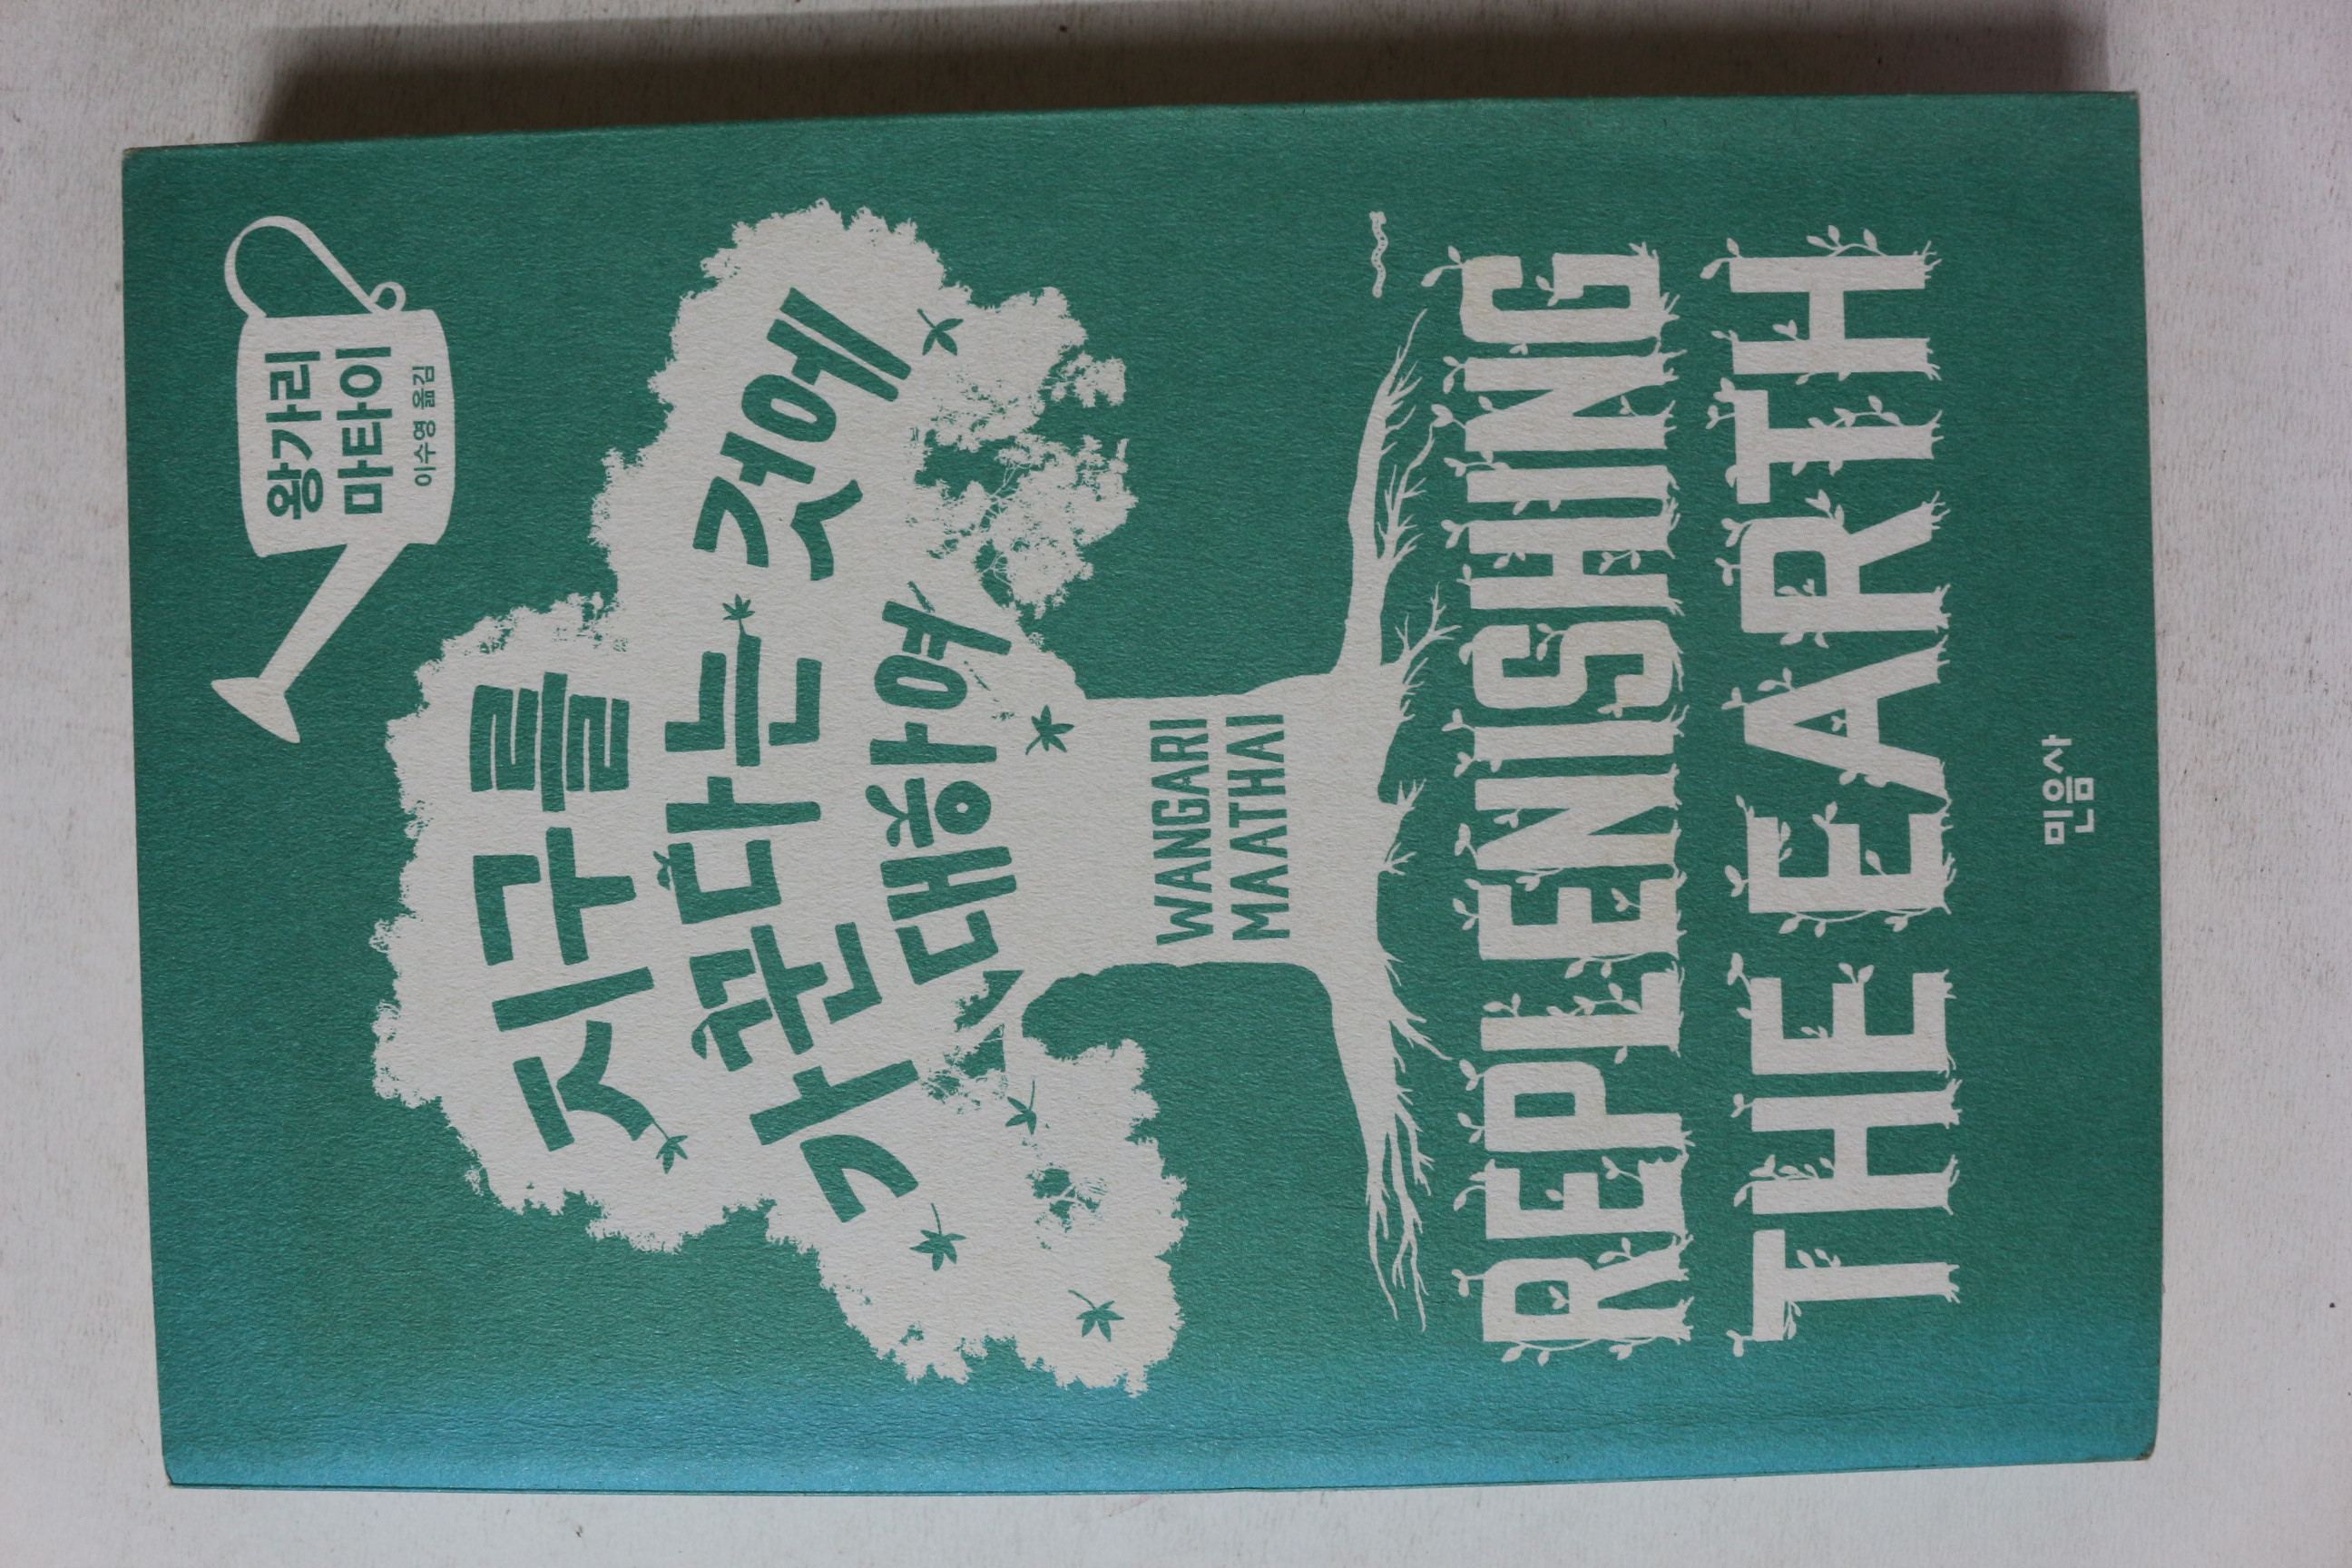 왕가리
마타이
이수영 옮김
지구를
가꾼다는 것에
대하여
WANGARI
MAATHAI
REPLENISHING
THE EARTH
민음사